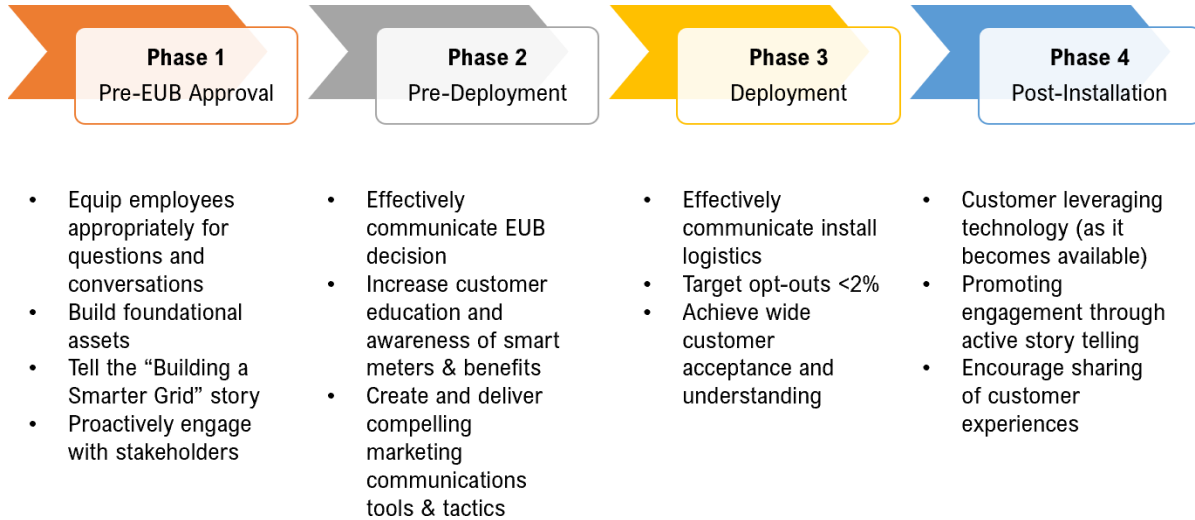 Phase 1
Pre-EUB Approval
Phase 2
Pre-Deployment
Phase 3
Deployment
Phase 4
Post-Installation
• Equip employees
appropriately for
questions and
conversations
• Build foundational
assets
• Tell the “Building a
Smarter Grid” story
• Proactively engage
with stakeholders
• Effectively
communicate EUB
decision
• Increase customer
education and
awareness of smart
meters & benefits
• Create and deliver
compelling
marketing
communications
tools & tactics
• Effectively
communicate install
logistics
• Target opt-outs <2%
• Achieve wide
customer
acceptance and
understanding
• Customer leveraging
technology (as it
becomes available)
• Promoting
engagement through
active story telling
• Encourage sharing
of customer
experiences